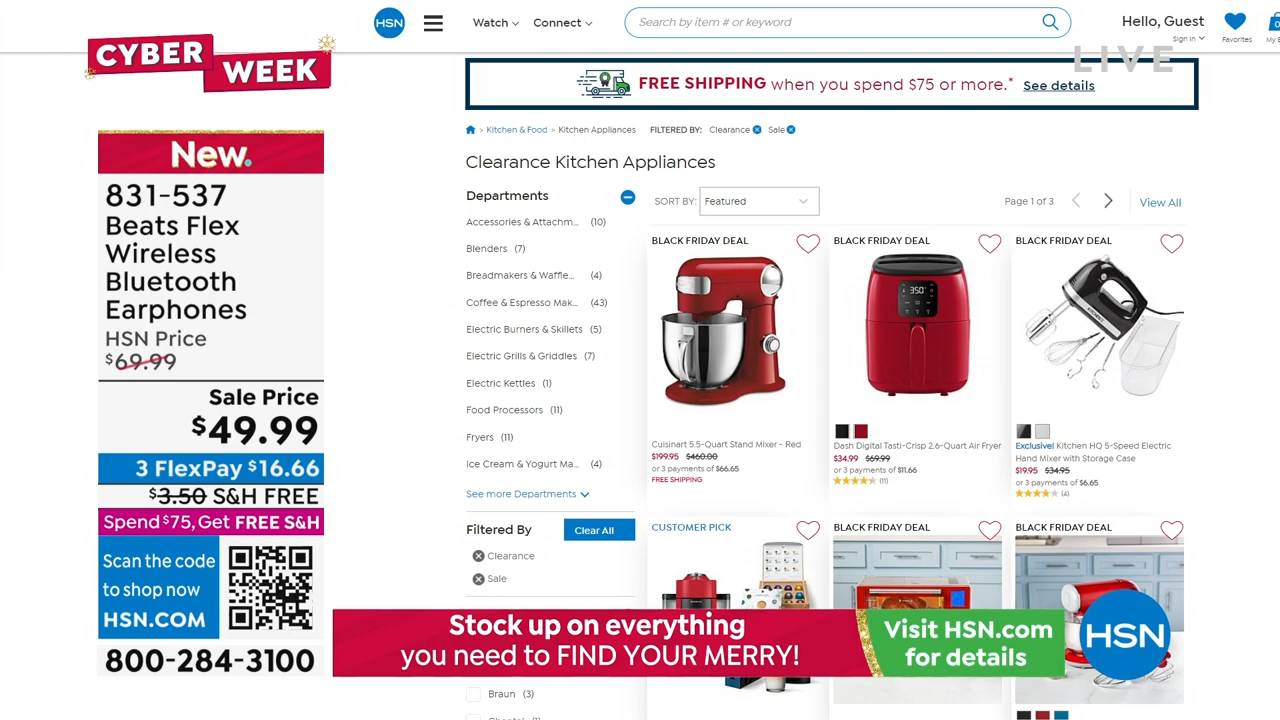 HSN
Watch
Connect
Search by item # or keyword
Hello, Guest
Sign In
Favorites
LIVE
CYBER
WEEK
FREE SHIPPING when you spend $75 or more.* See details
> Kitchen & Food > Kitchen Appliances FILTERED BY: Clearance Sale
Clearance Kitchen Appliances
New.
831-537
Beats Flex
Wireless
Bluetooth
Earphones
HSN Price
$69.99
Sale Price
$49.99
3 FlexPay $16.66
$3.50 S&H FREE
Spend $75, Get FREE S&H
Scan the code
to shop now
HSN.COM
800-284-3100
Departments
Accessories & Attachm... (10)
Blenders (7)
Breadmakers & Waffle... (4)
Coffee & Espresso Mak... (43)
Electric Burners & Skillets (5)
Electric Grills & Griddles (7)
Electric Kettles (1)
Food Processors (11)
Fryers (11)
Ice Cream & Yogurt Ma... (4)
See more Departments
Filtered By Clear All
Clearance
Sale
Braun (3)
SORT BY: Featured
Page 1 of 3
View All
BLACK FRIDAY DEAL
Cuisinart 5.5-Quart Stand Mixer - Red
$199.95 $460.00
or 3 payments of $66.65
FREE SHIPPING
BLACK FRIDAY DEAL
350°
Dash Digital Tasti-Crisp 2.6-Quart Air Fryer
$34.99 $69.99
or 3 payments of $11.66
(11)
BLACK FRIDAY DEAL
Exclusive! Kitchen HQ 5-Speed Electric
Hand Mixer with Storage Case
$19.95 $34.95
or 3 payments of $6.65
(4)
CUSTOMER PICK
BLACK FRIDAY DEAL
BLACK FRIDAY DEAL
Stock up on everything
you need to FIND YOUR MERRY!
Visit HSN.com
for details
HSN